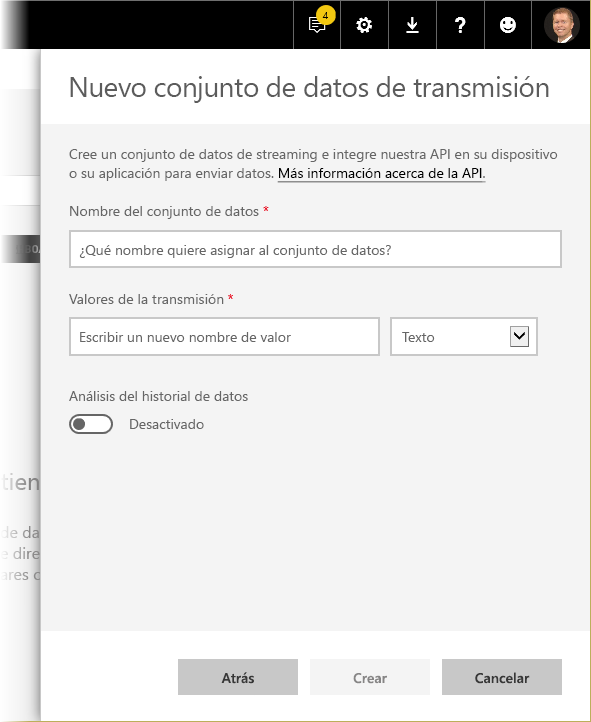 4
?
Nuevo conjunto de datos de transmisión
Cree un conjunto de datos de streaming e integre nuestra API en su dispositivo
o su aplicación para enviar datos. Más información acerca de la API.
Nombre del conjunto de datos *
¿Qué nombre quiere asignar al conjunto de datos?
Valores de la transmisión *
Escribir un nuevo nombre de valor
Texto
Análisis del historial de datos
Desactivado
tien
de da
e dire
ares c
Atrás
Crear
Cancelar